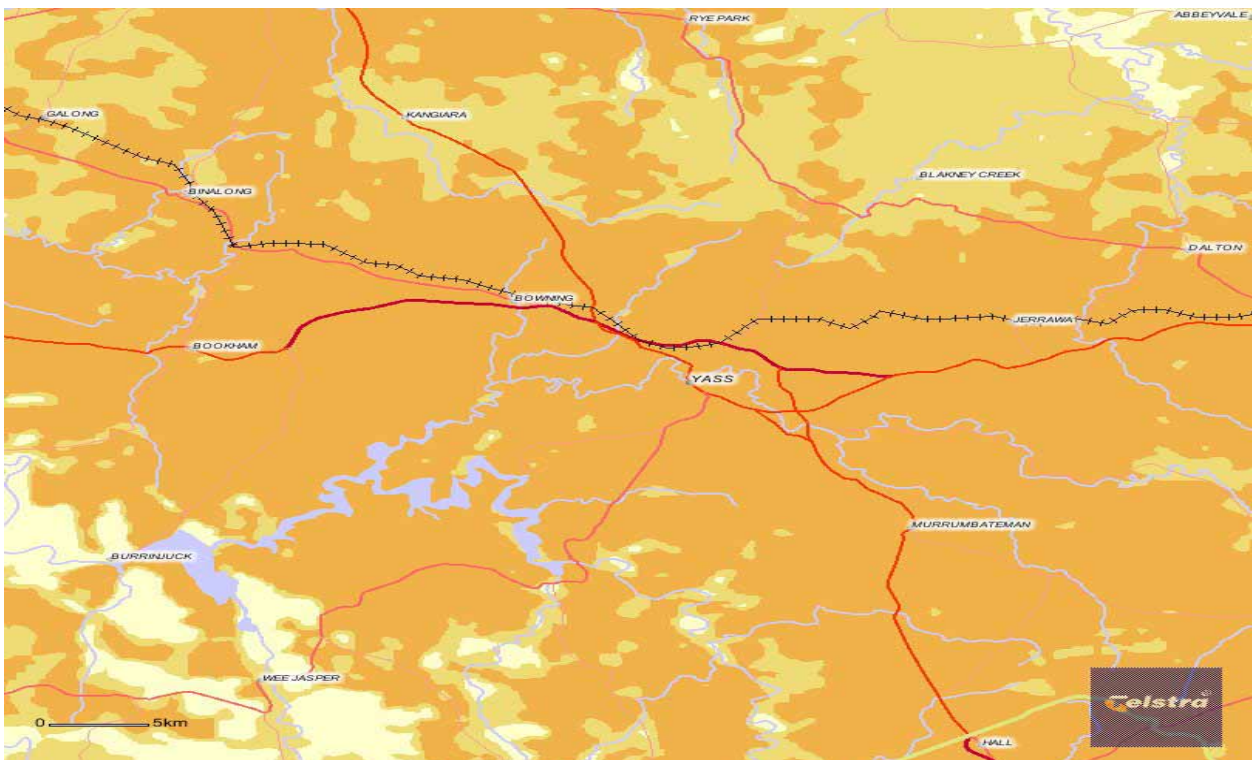 RYE PARK
ABBEYVALE
GALONG
KANGIARA
BLAKNEY CREEK
BINALONG
DALTON
BOWNING
JERRAWA
BOOKHAM
YASS
MURRUMBATEMAN
BURRINJUCK
WEE JASPER
0 5km
Telstra
HALL